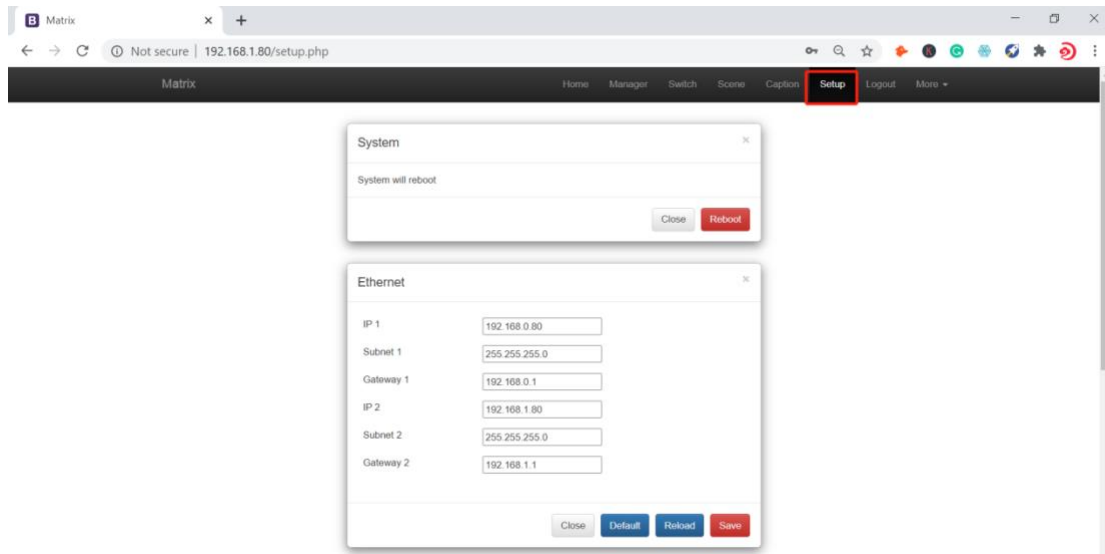 B Matrix
Not secure | 192.168.1.80/setup.php
Matrix Home Manager Switch Scene Caption Setup Logout More
System
System will reboot
Close Reboot
Ethernet
IP 1 192.168.0.80
Subnet 1 255.255.255.0
Gateway 1 192.168.0.1
IP 2 192.168.1.80
Subnet 2 255.255.255.0
Gateway 2 192.168.1.1
Close Default Reload Save